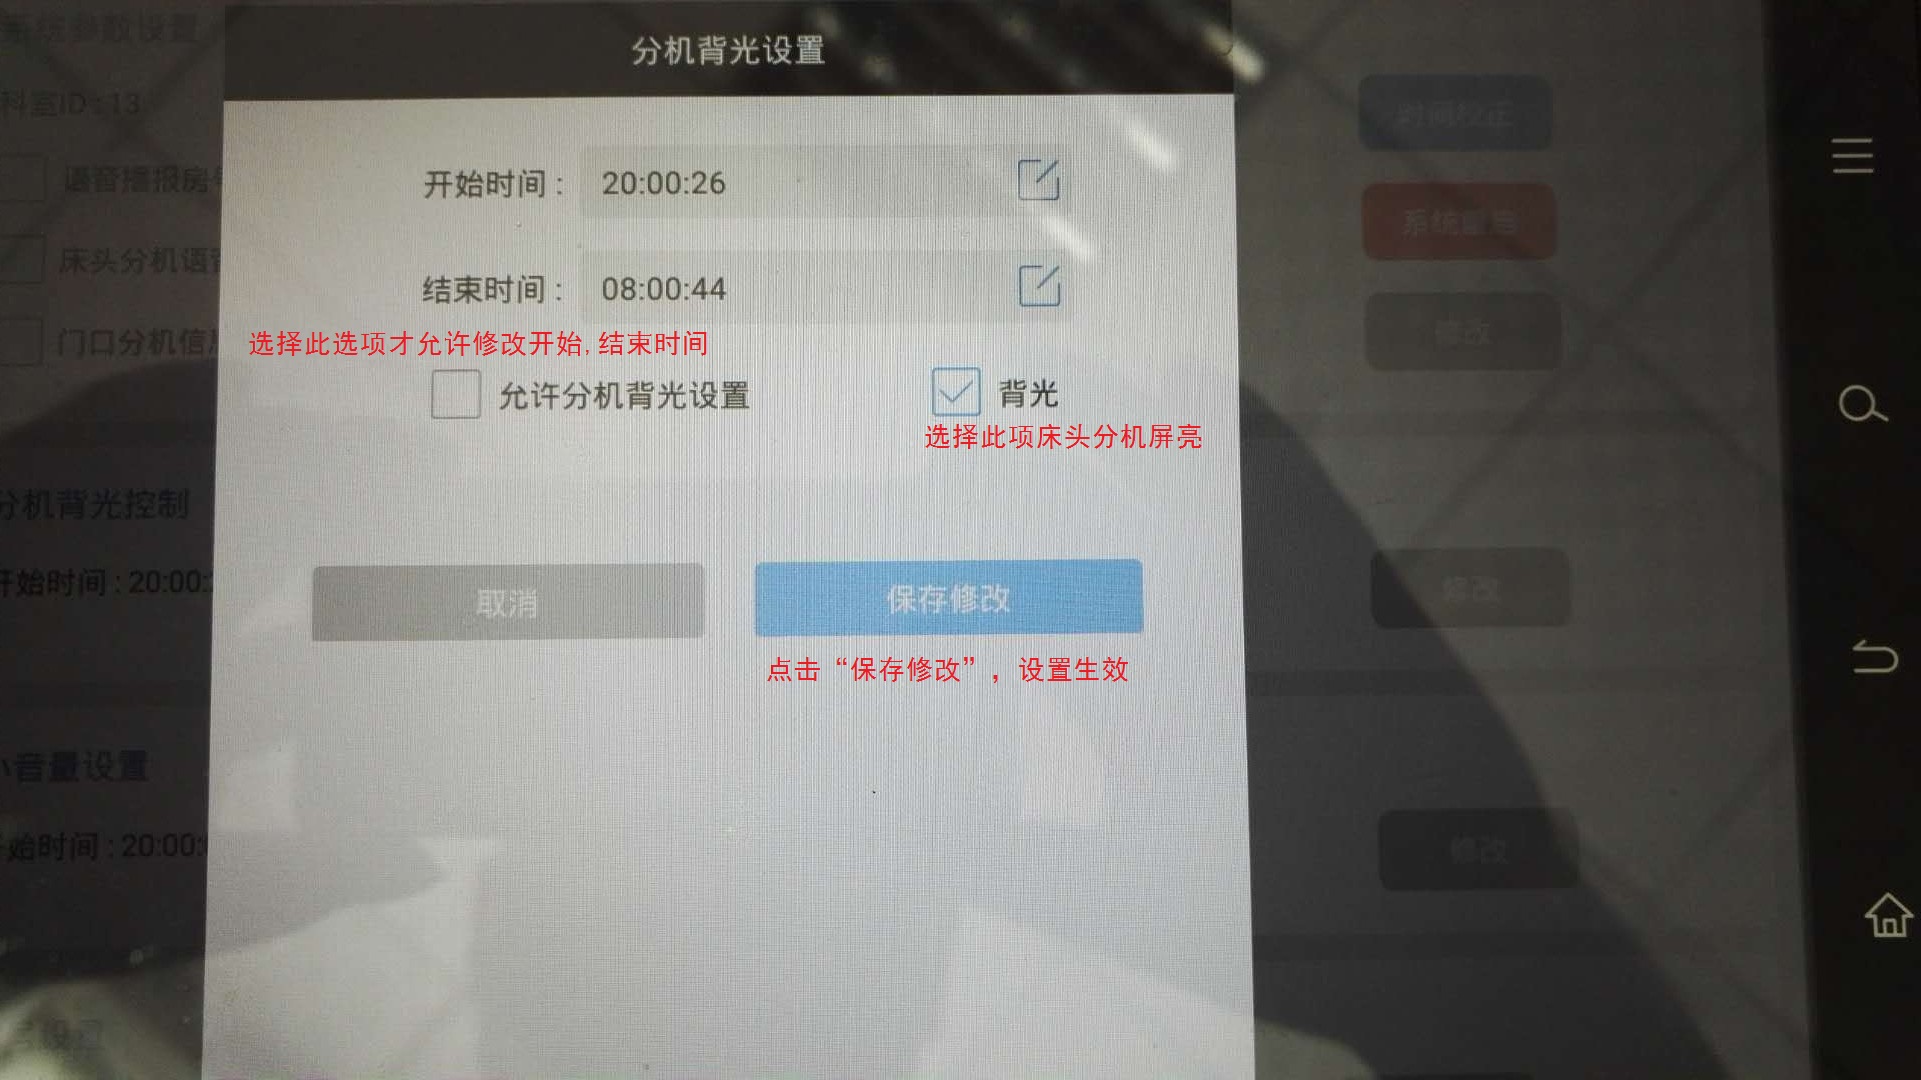 分机背光设置
系统参数设置
科室ID : 13
时间校正
语音播报房号
开始时间 : 20:00:26
系统重启
床头分机语音
结束时间 : 08:00:44
门口分机信息
修改
选择此选项才允许修改开始,结束时间
允许分机背光设置
背光
选择此项床头分机屏亮
分机背光控制
开始时间 : 20:00:
修改
取消
保存修改
点击“保存修改”，设置生效
小音量设置
开始时间 : 20:00:
修改